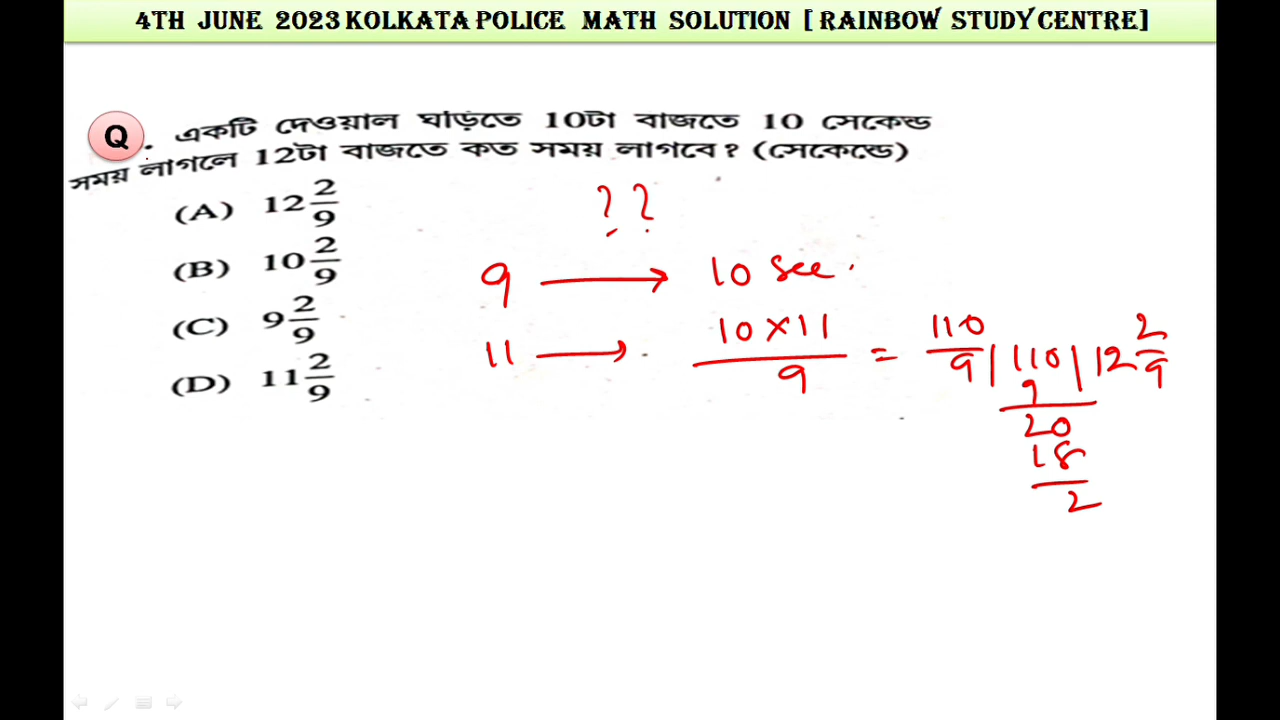 4TH JUNE 2023 KOLKATA POLICE MATH SOLUTION [ RAINBOW STUDY CENTRE]
Q. একটি দেওয়াল ঘড়িতে 10টা বাজতে 10 সেকেন্ড
সময় লাগলে 12টা বাজতে কত সময় লাগবে? (সেকেন্ডে)
(A) 12 2/9
(B) 10 2/9
(C) 9 2/9
(D) 11 2/9
??
9 → 10 sec.
11 → 10×11/9 = 110/9 | 110 | 12 2/9
9
20
18
2